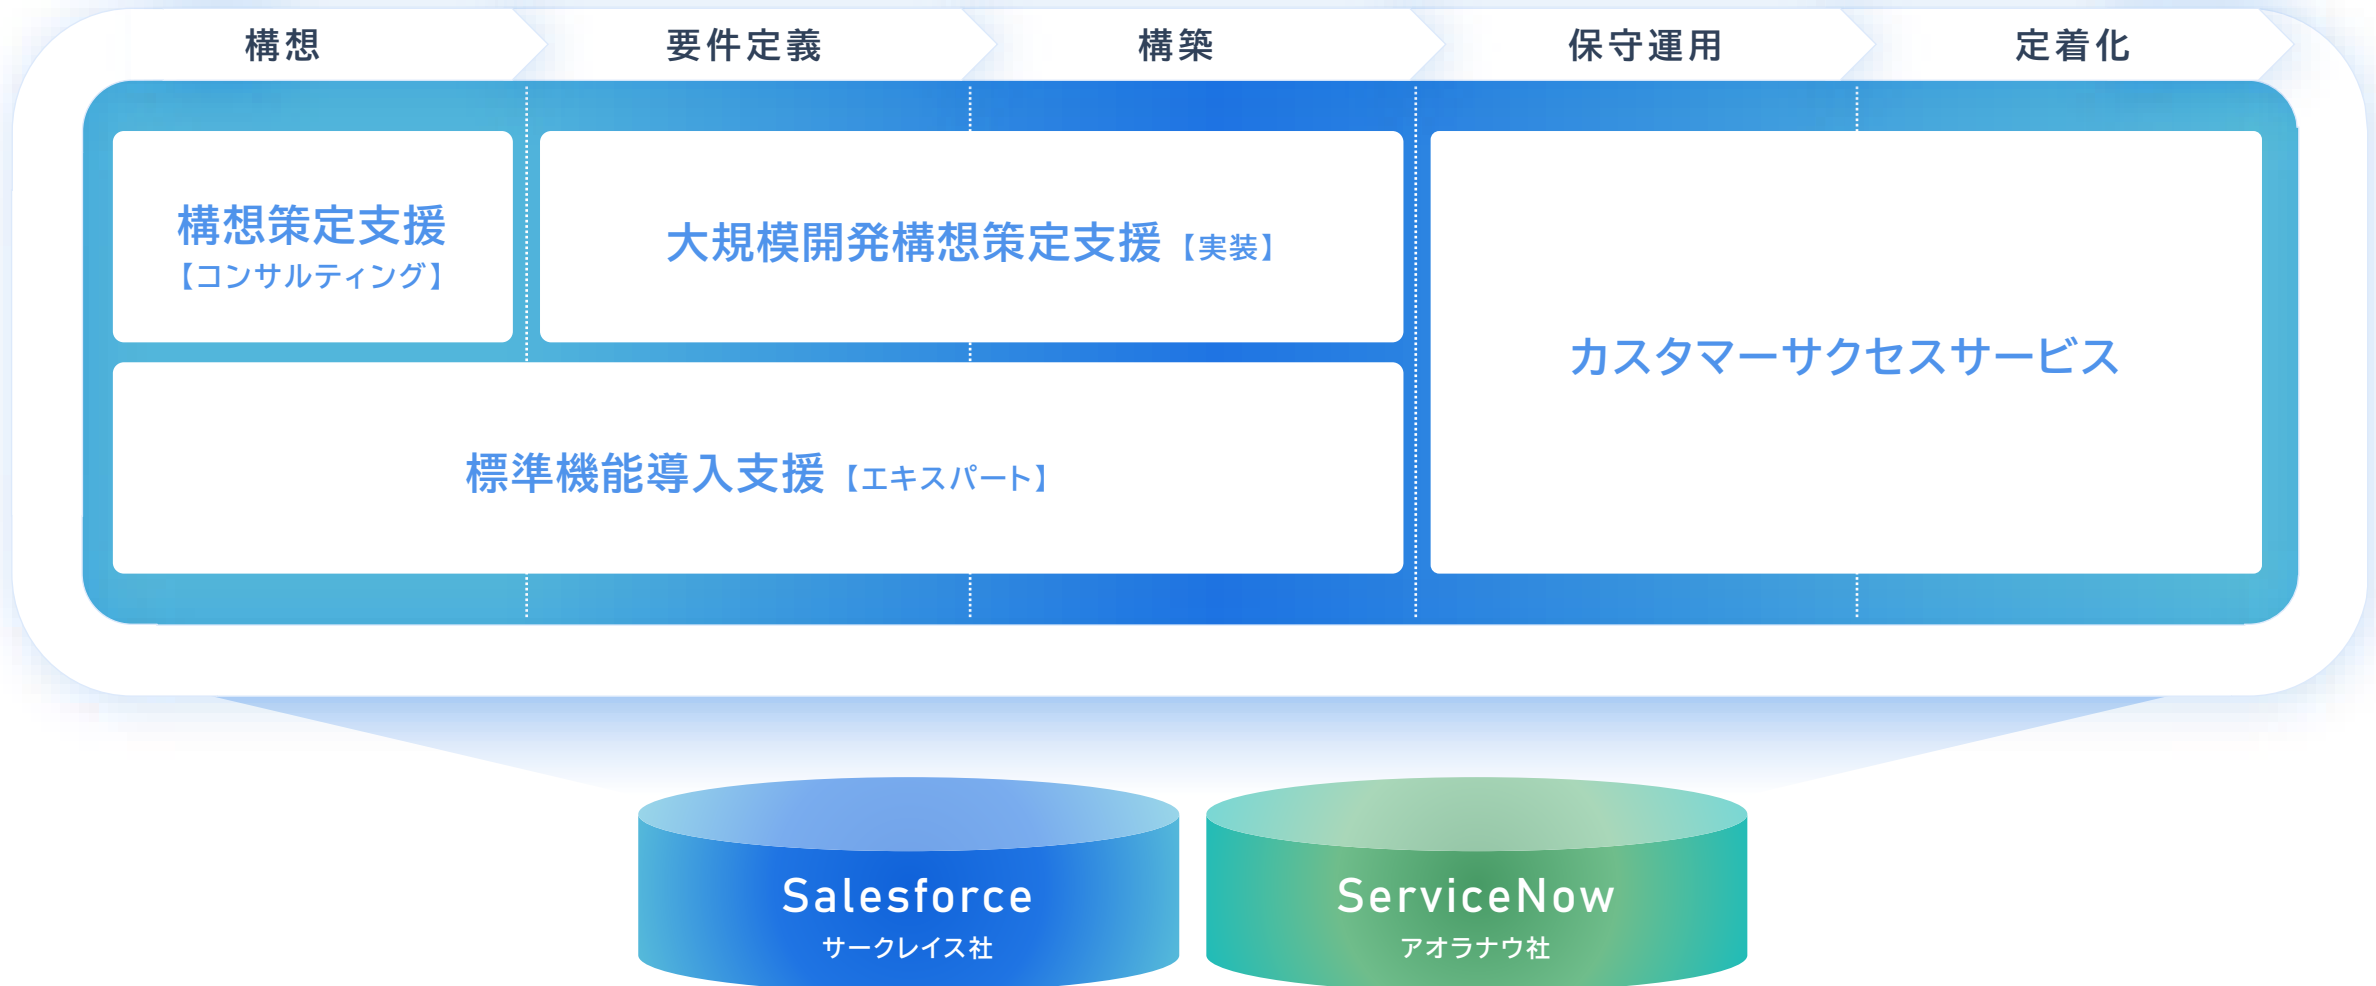 構想
要件定義
構築
保守運用
定着化
構想策定支援
【コンサルティング】
大規模開発構想策定支援【実装】
標準機能導入支援【エキスパート】
カスタマーサクセスサービス
Salesforce
サークレイス社
ServiceNow
アオラナウ社